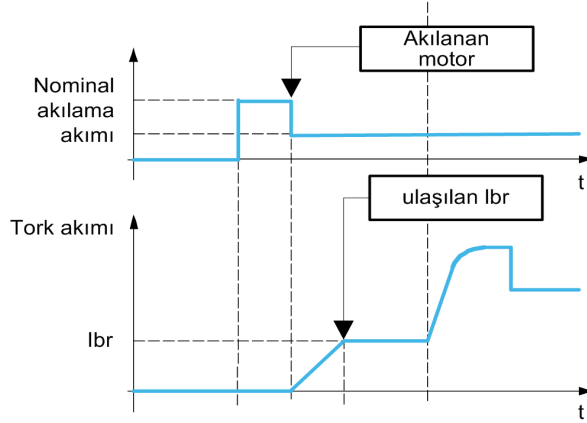 Akılanan
motor
Nominal
akılama
akımı
t
ulaşılan Ibr
Tork akımı
Ibr
t